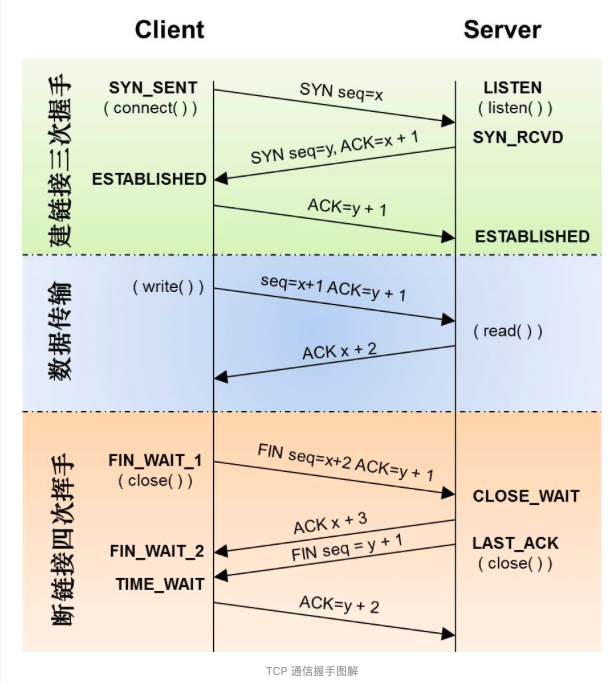 Client
Server
建链接三次握手
SYN_SENT
( connect( ) )
SYN seq=x
LISTEN
( listen( ) )
SYN_RCVD
SYN seq=y, ACK=x + 1
ESTABLISHED
ACK=y + 1
ESTABLISHED
数据传输
( write( ) )
seq=x+1 ACK=y + 1
( read( ) )
ACK x + 2
断链接四次挥手
FIN_WAIT_1
( close( ) )
FIN seq=x+2 ACK=y + 1
CLOSE_WAIT
ACK x + 3
FIN_WAIT_2
FIN seq = y + 1
LAST_ACK
( close( ) )
TIME_WAIT
ACK=y + 2
TCP 通信握手图解